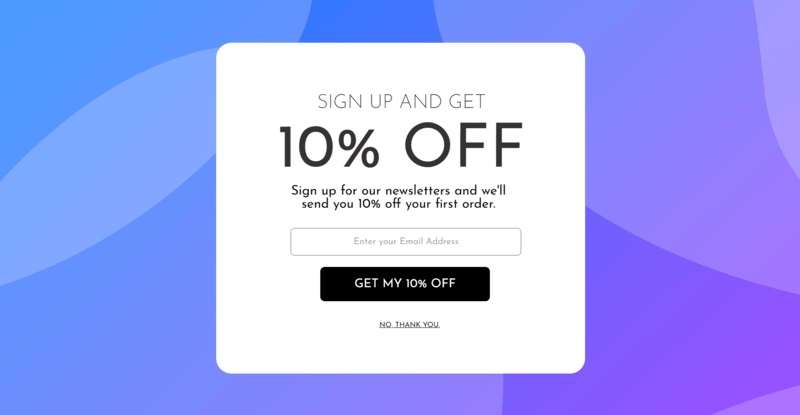 SIGN UP AND GET
10% OFF
Sign up for our newsletters and we'll
send you 10% off your first order.
Enter your Email Address
GET MY 10% OFF
NO, THANK YOU.